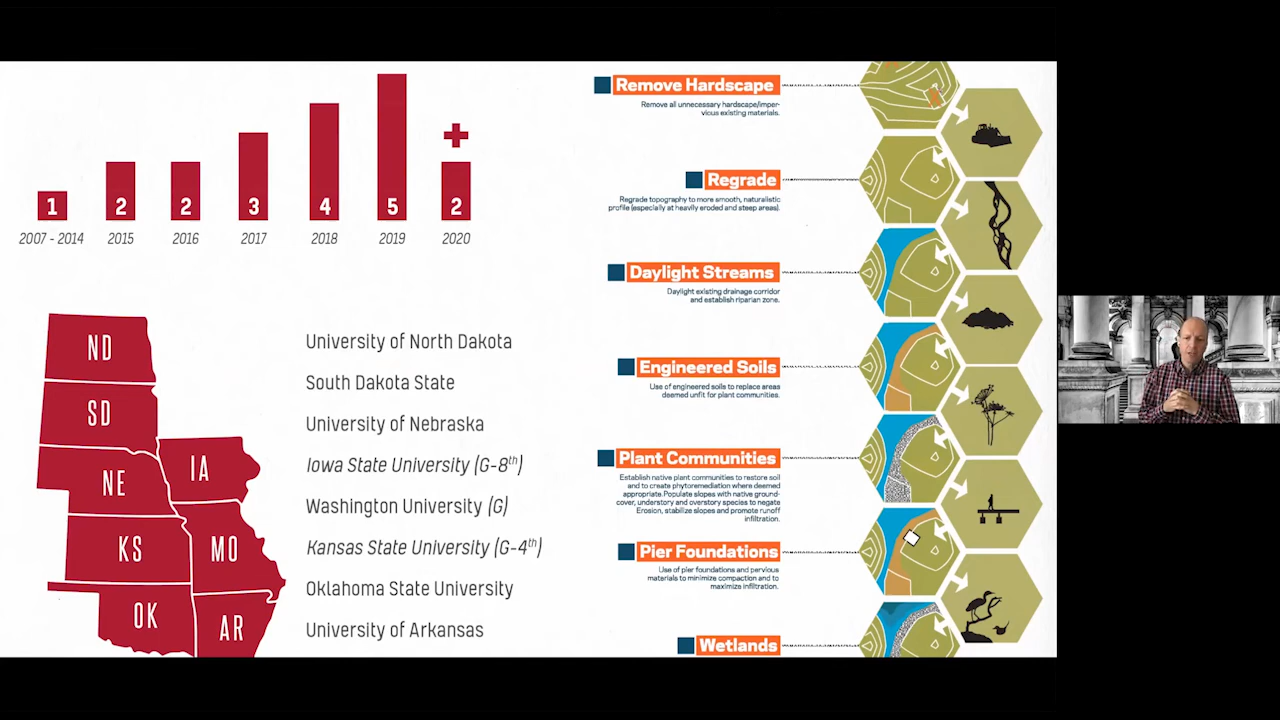 1
2
2
3
4
5
+
2
2007 - 2014
2015
2016
2017
2018
2019
2020
ND
SD
NE
IA
KS
MO
OK
AR
University of North Dakota
South Dakota State
University of Nebraska
Iowa State University (G-8th)
Washington University (G)
Kansas State University (G-4th)
Oklahoma State University
University of Arkansas
Remove Hardscape
Remove all unnecessary hardscape/imper-
vicus existing materials.
Regrade
Regrade topography to more smooth, naturalistic
profile (especially at heavily eroded and steep areas).
Daylight Streams
Daylight existing drainage corridor
and establish riparian zone.
Engineered Soils
Use of engineered soils to replace areas
deemed unfit for plant communities.
Plant Communities
Establish native plant communities to restore soil
and to create phytoremediation where deemed
appropriate.Populate slopes with native ground-
cover, understory and overstory species to negate
Erosion, stabilize slopes and promote runoff
infiltration.
Pier Foundations
Use of pier foundations and pervious
materials to minimize compaction and to
maximize infiltration.
Wetlands